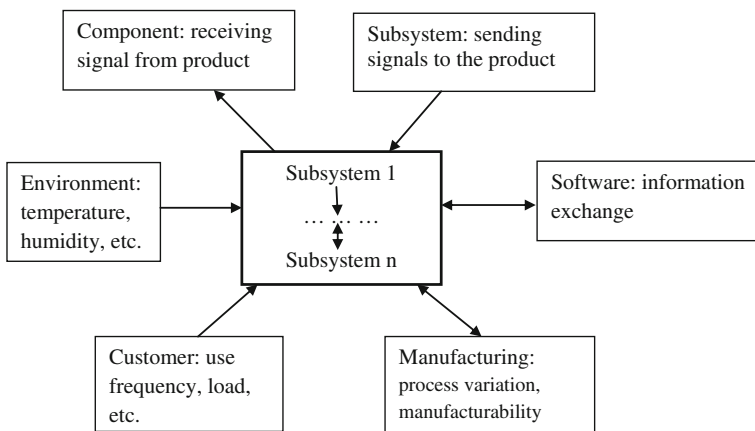 Component: receiving
signal from product
Subsystem: sending
signals to the product
Environment:
temperature,
humidity, etc.
Subsystem 1
… … …
Subsystem n
Software: information
exchange
Customer: use
frequency, load,
etc.
Manufacturing:
process variation,
manufacturability